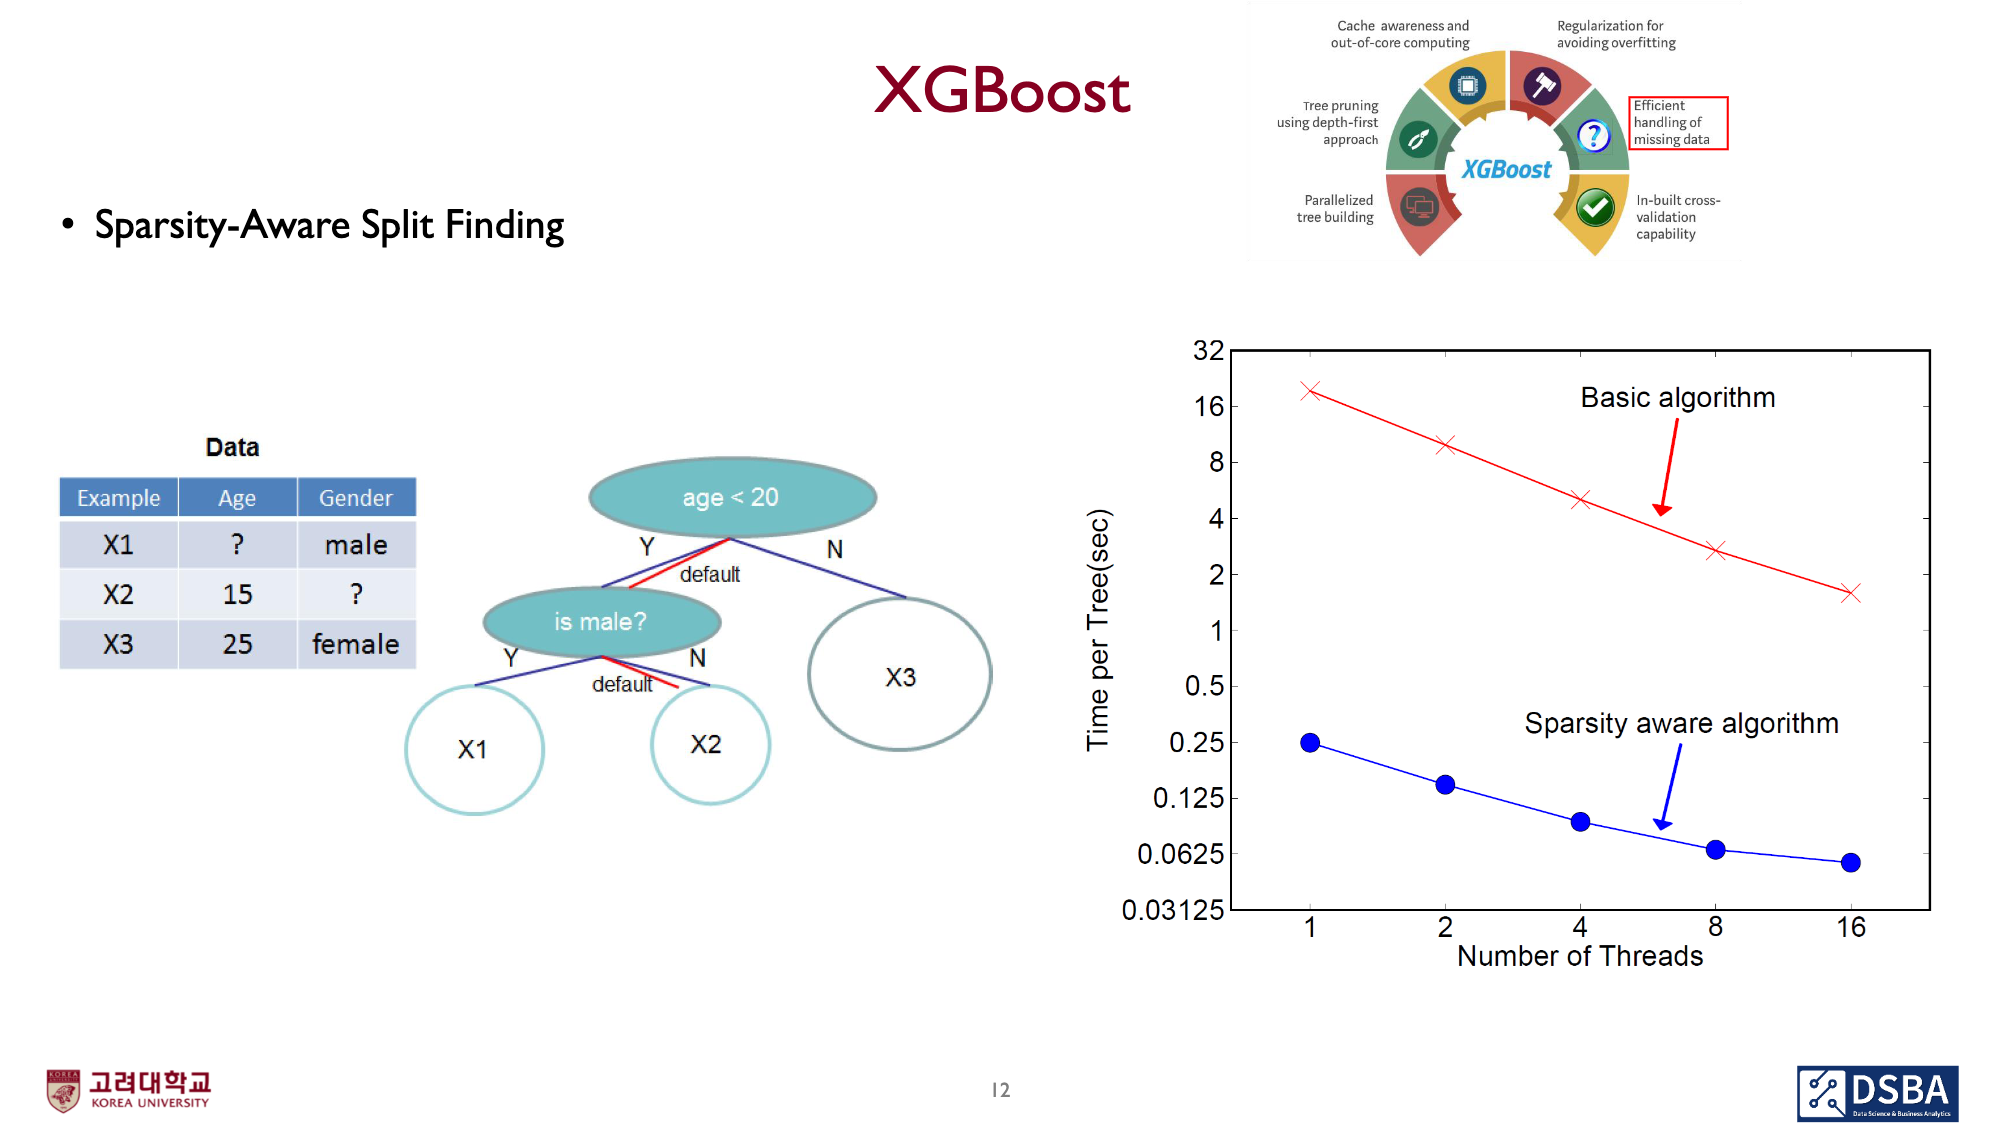 XGBoost
Cache awareness and
out-of-core computing
Regularization for
avoiding overfitting
Tree pruning
using depth-first
approach
Efficient
handling of
missing data
?
XGBoost
Parallelized
tree building
In-built cross-
validation
capability
• Sparsity-Aware Split Finding
Data
Example Age Gender
X1 ? male
X2 15 ?
X3 25 female
age < 20
Y N
default
is male?
Y N
default
X1
X2
X3
32
16
8
4
2
1
0.5
0.25
0.125
0.0625
0.03125
Time per Tree(sec)
Basic algorithm
Sparsity aware algorithm
1 2 4 8 16
Number of Threads
KOREA
고려대학교
KOREA UNIVERSITY
12
DSBA
Data Science & Business Analytics